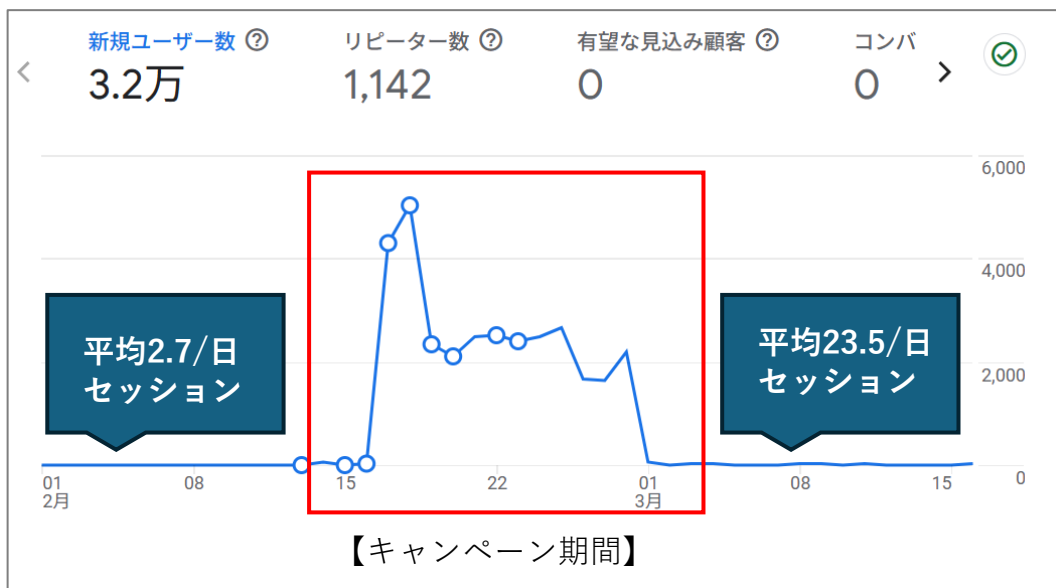 新規ユーザー数
リピーター数
有望な見込み顧客
コンバ
3.2万
1,142
0
0
6,000
4,000
2,000
0
平均2.7/日
セッション
平均23.5/日
セッション
01
2月
08
15
22
01
3月
08
15
【キャンペーン期間】